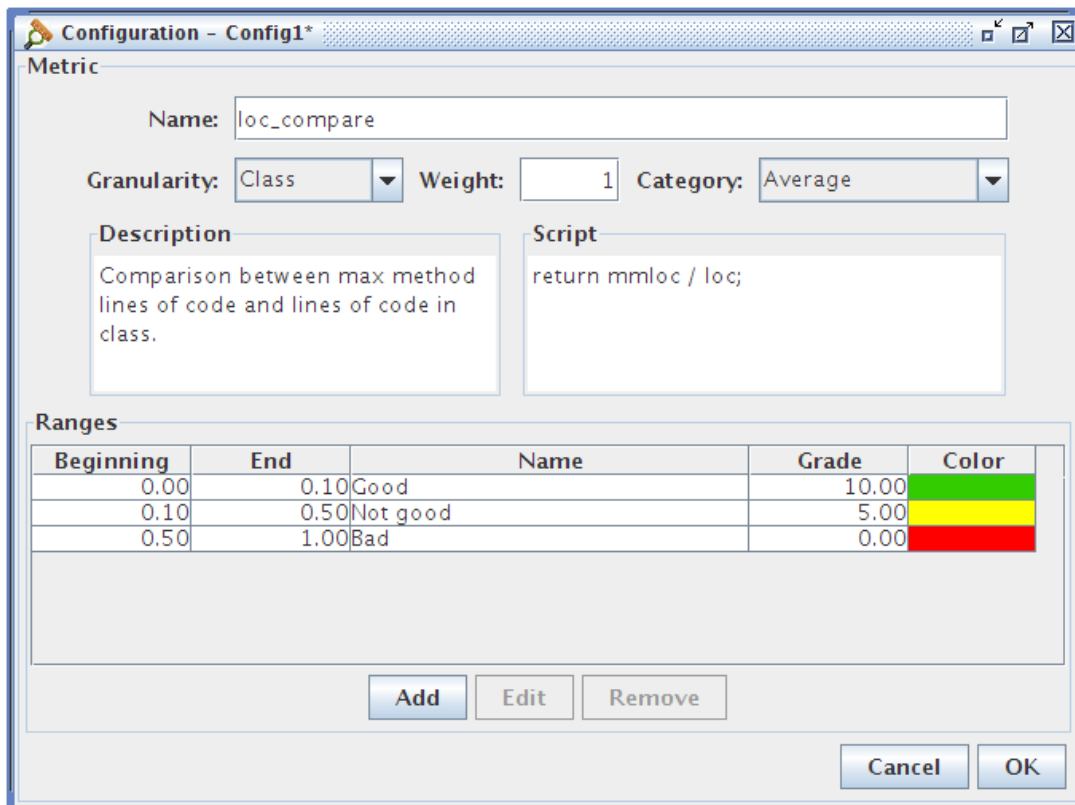 Configuration - Config1*
Metric
Name: loc_compare
Granularity: Class Weight: 1 Category: Average
Description
Comparison between max method
lines of code and lines of code in
class.
Script
return mmloc / loc;
Ranges
Beginning End Name Grade Color
0.00 0.10 Good 10.00
0.10 0.50 Not good 5.00
0.50 1.00 Bad 0.00
Add Edit Remove
Cancel OK